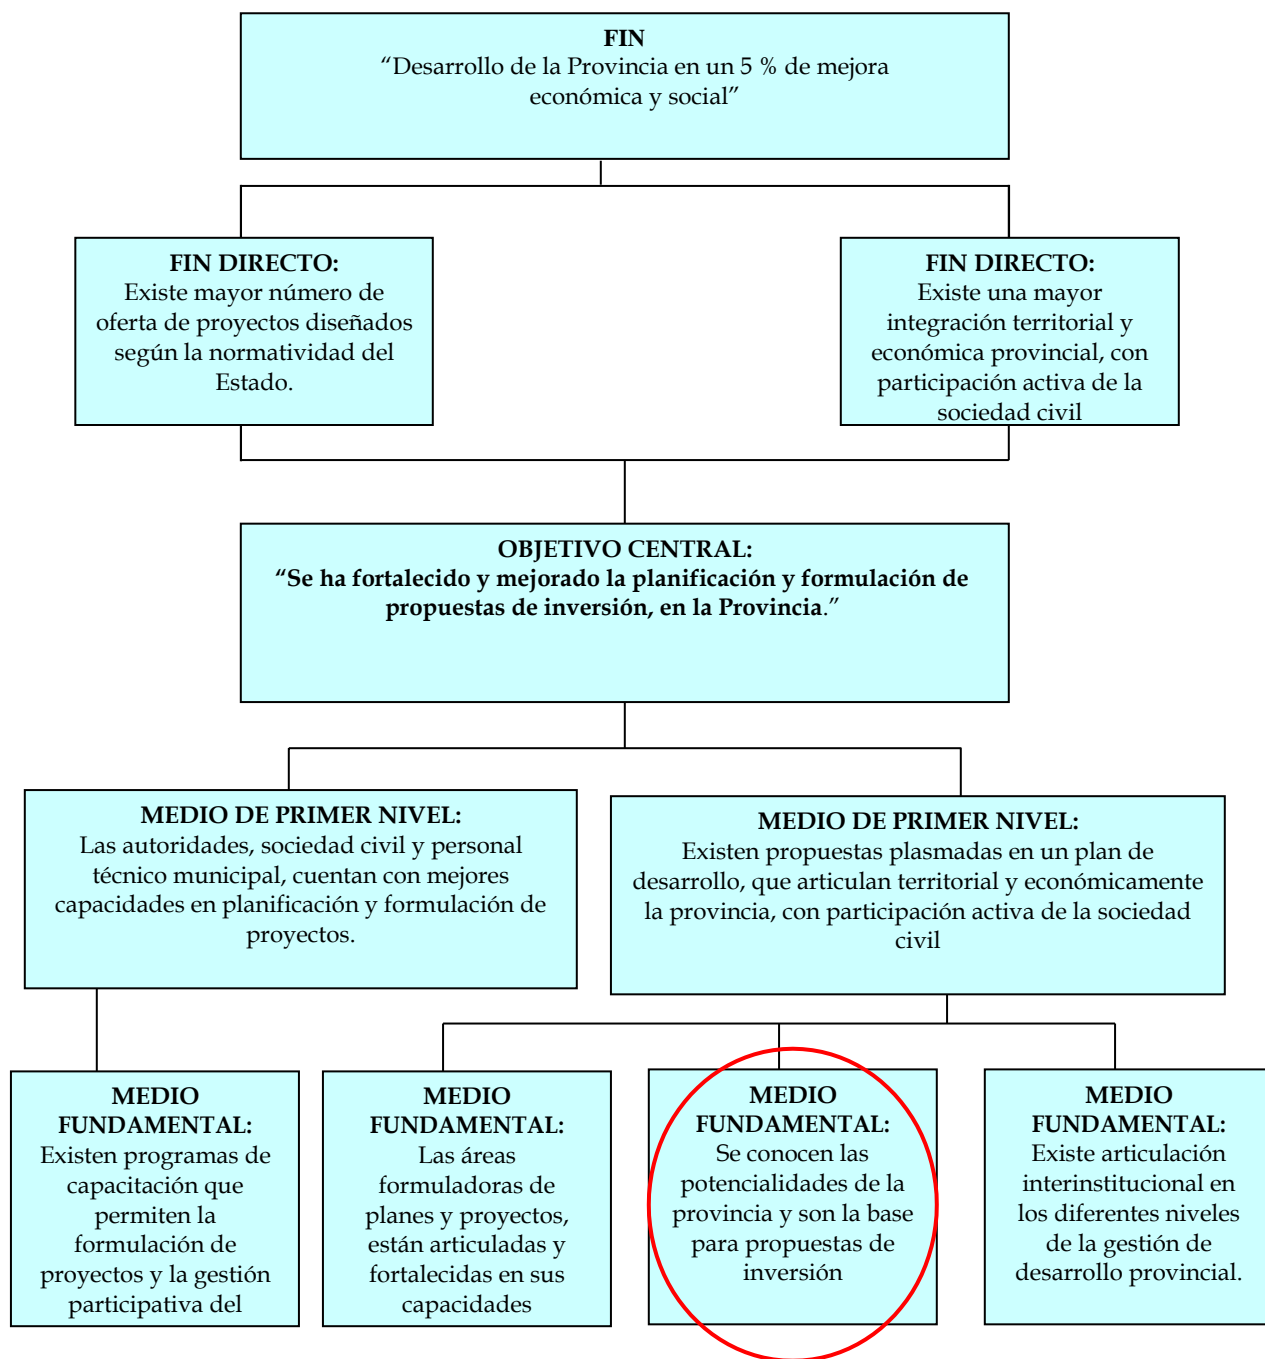 FIN
“Desarrollo de la Provincia en un 5 % de mejora
económica y social”
FIN DIRECTO:
Existe mayor número de
oferta de proyectos diseñados
según la normatividad del
Estado.
FIN DIRECTO:
Existe una mayor
integración territorial y
económica provincial, con
participación activa de la
sociedad civil
OBJETIVO CENTRAL:
“Se ha fortalecido y mejorado la planificación y formulación de
propuestas de inversión, en la Provincia.”
MEDIO DE PRIMER NIVEL:
Las autoridades, sociedad civil y personal
técnico municipal, cuentan con mejores
capacidades en planificación y formulación de
proyectos.
MEDIO DE PRIMER NIVEL:
Existen propuestas plasmadas en un plan de
desarrollo, que articulan territorial y económicamente
la provincia, con participación activa de la sociedad
civil
MEDIO
FUNDAMENTAL:
Existen programas de
capacitación que
permiten la
formulación de
proyectos y la gestión
participativa del
MEDIO
FUNDAMENTAL:
Las áreas
formuladoras de
planes y proyectos,
están articuladas y
fortalecidas en sus
capacidades
MEDIO
FUNDAMENTAL:
Se conocen las
potencialidades de la
provincia y son la base
para propuestas de
inversión
MEDIO
FUNDAMENTAL:
Existe articulación
interinstitucional en
los diferentes niveles
de la gestión de
desarrollo provincial.